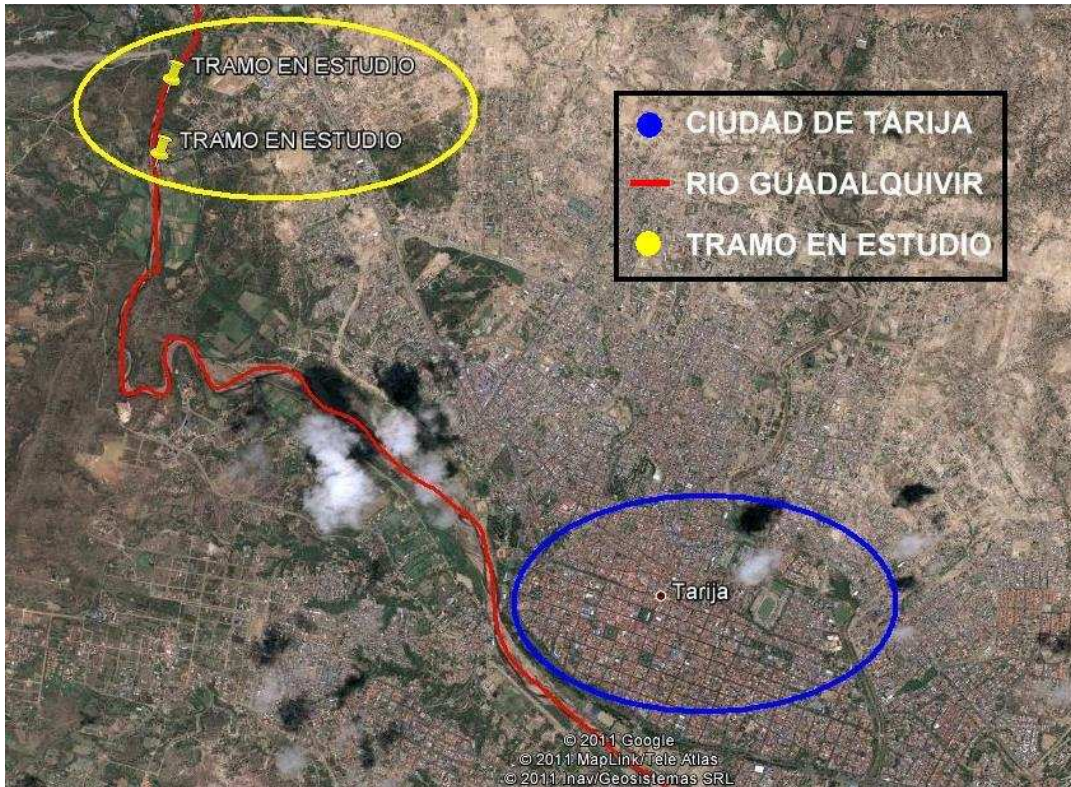 TRAMO EN ESTUDIO
TRAMO EN ESTUDIO
CIUDAD DE TARIJA
RIO GUADALQUIVIR
TRAMO EN ESTUDIO
Tarija
© 2011 Google
© 2011 MapLink/Tele Atlas
© 2011 .Inav/Geosistemas SRL